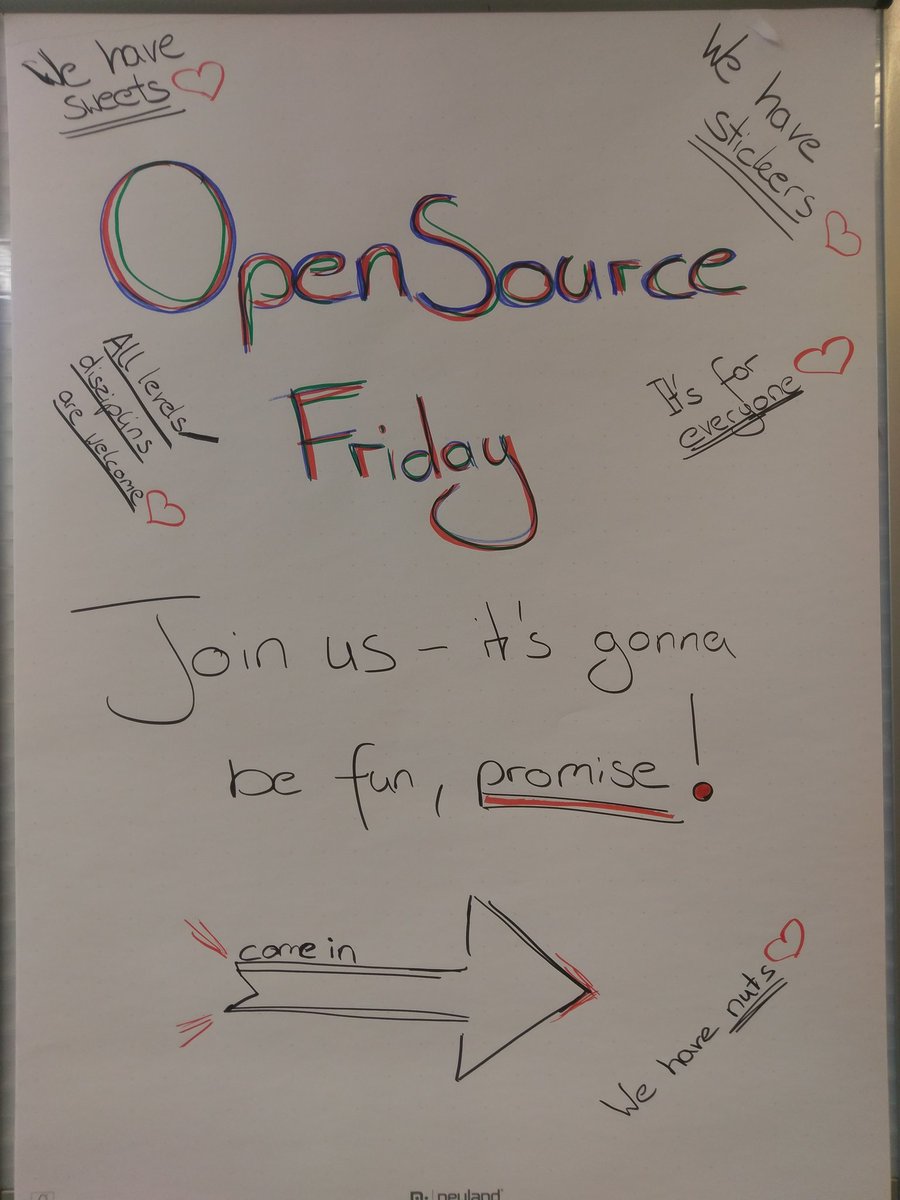 We have
sweets
We have
stickers
OpenSource
Friday
All levels/
disziplins
are welcome
It's for
everyone
Join us – it's gonna
be fun, promise!
come in
We have nuts
neuland